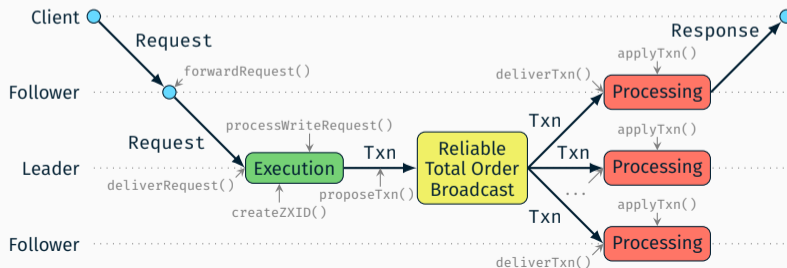 Client
Request
Response
applyTxn()
forwardRequest()
deliverTxn()
Follower
Processing
Txn
processWriteRequest()
applyTxn()
Request
Txn
Reliable
Total Order
Broadcast
Txn
Leader
Execution
Processing
deliverRequest()
proposeTxn()
...
createZXID()
Txn
applyTxn()
Follower
Processing
deliverTxn()